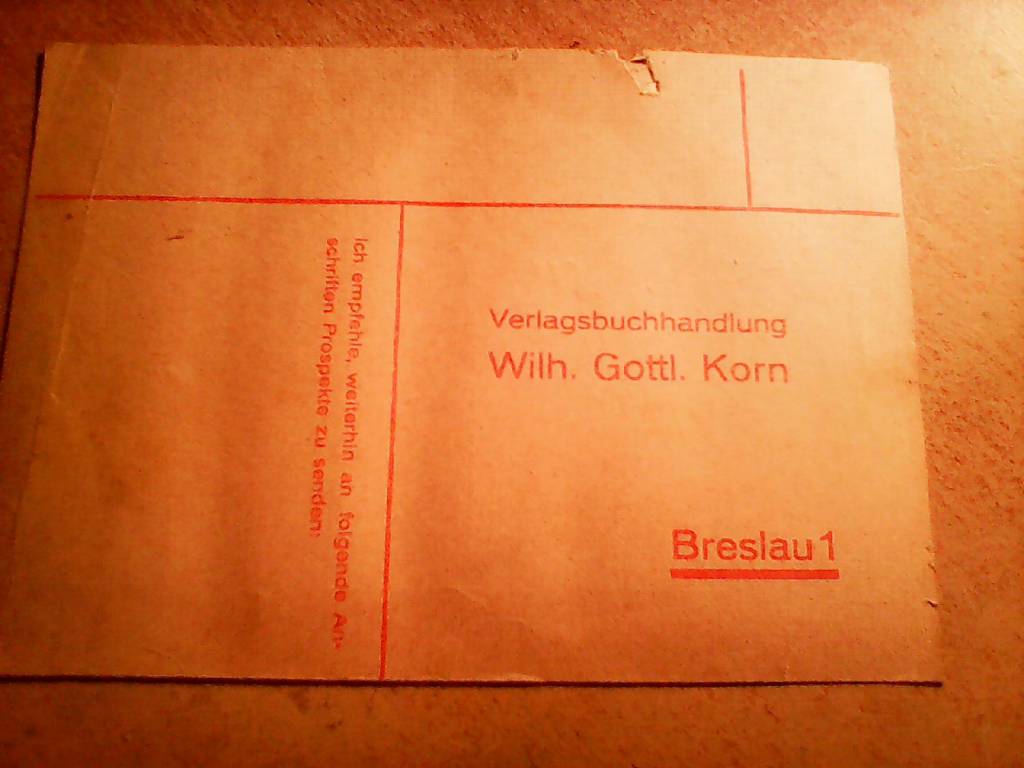 Verlagsbuchhandlung
Wilh. Gottl. Korn
Breslau 1
Ich empfehle, weiterhin an folgende An-
schriften Prospekte zu senden: